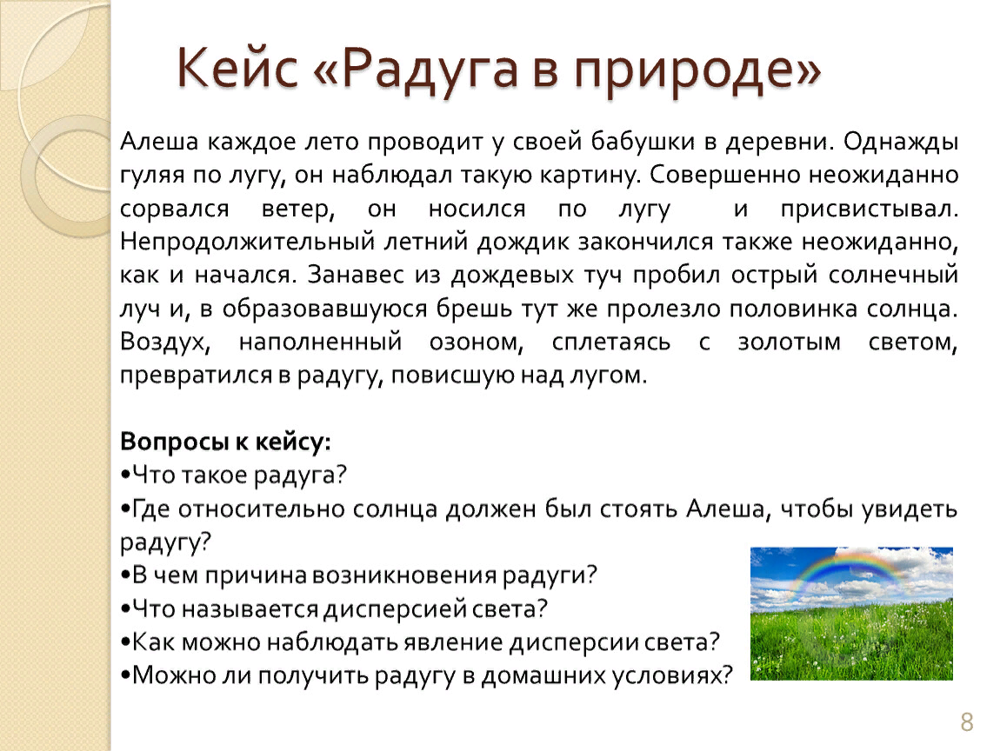 Кейс «Радуга в природе»
Алеша каждое лето проводит у своей бабушки в деревни. Однажды
гуляя по лугу, он наблюдал такую картину. Совершенно неожиданно
сорвался ветер, он носился по лугу и присвистывал.
Непродолжительный летний дождик закончился также неожиданно,
как и начался. Занавес из дождевых туч пробил острый солнечный
луч и, в образовавшуюся брешь тут же пролезло половинка солнца.
Воздух, наполненный озоном, сплетаясь с золотым светом,
превратился в радугу, повисшую над лугом.
Вопросы к кейсу:
•Что такое радуга?
•Где относительно солнца должен был стоять Алеша, чтобы увидеть
радугу?
•В чем причина возникновения радуги?
•Что называется дисперсией света?
•Как можно наблюдать явление дисперсии света?
•Можно ли получить радугу в домашних условиях?
8